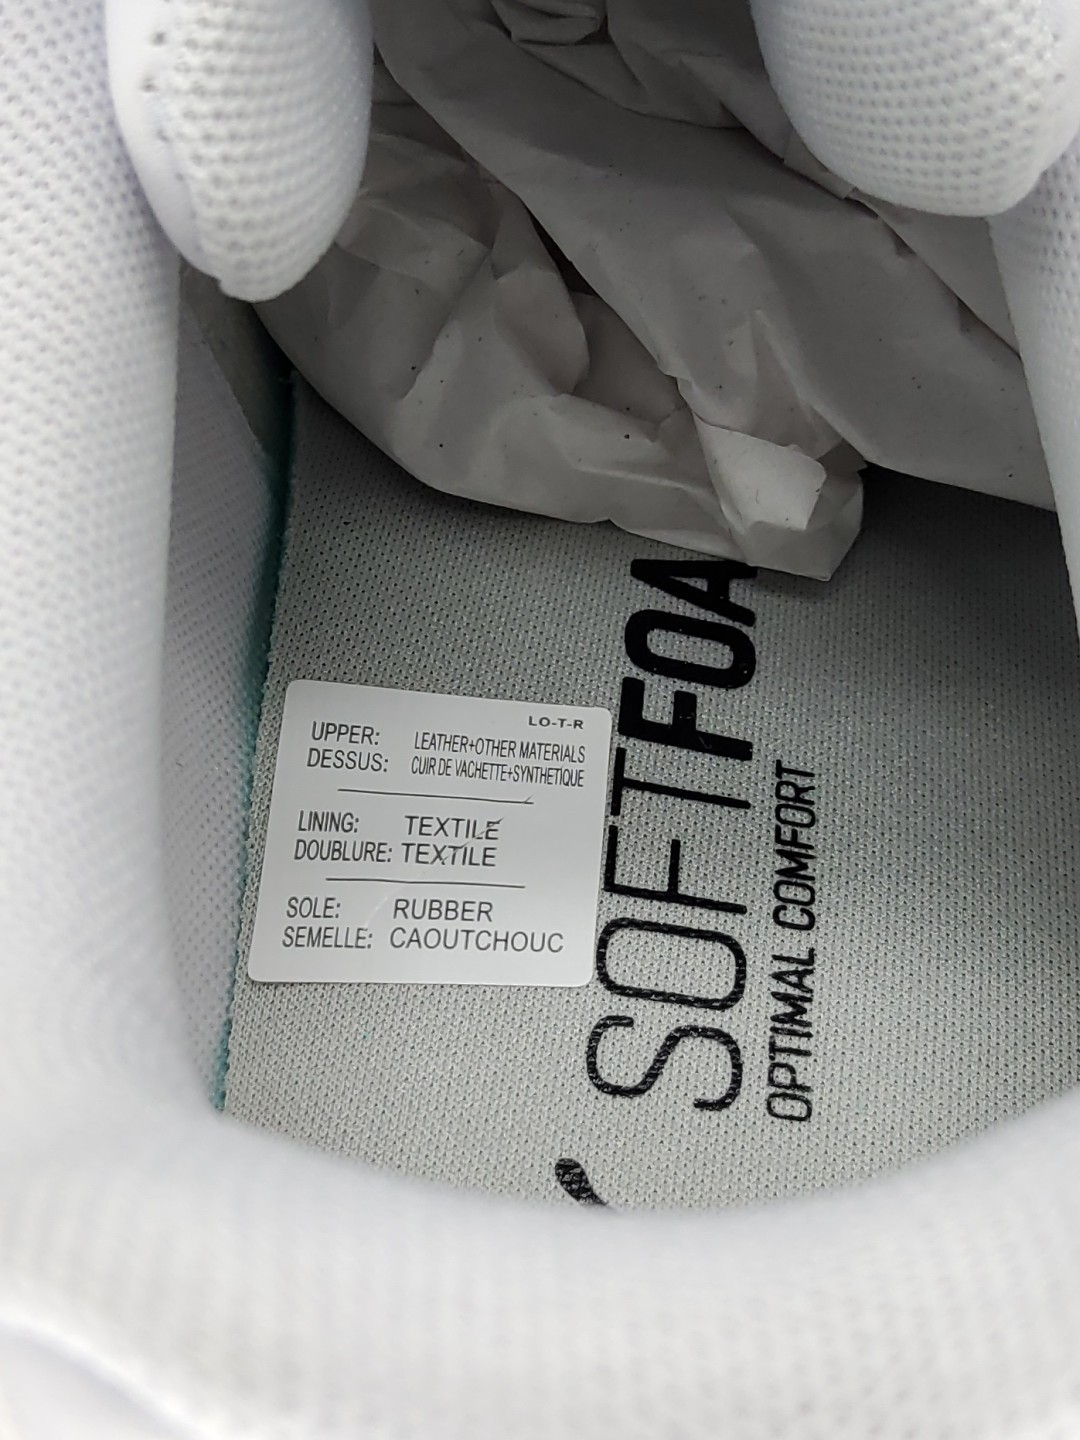 LO-T-R
UPPER: LEATHER+OTHER MATERIALS
DESSUS: CUIR DE VACHETTE+SYNTHETIQUE
LINING: TEXTILE
DOUBLURE: TEXTILE
SOLE: RUBBER
SEMELLE: CAOUTCHOUC
SOFTFOA
OPTIMAL COMFORT